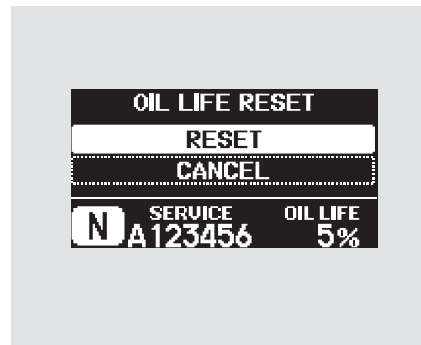 OIL LIFE RESET
RESET
CANCEL
SERVICE OIL LIFE
N A123456 5%